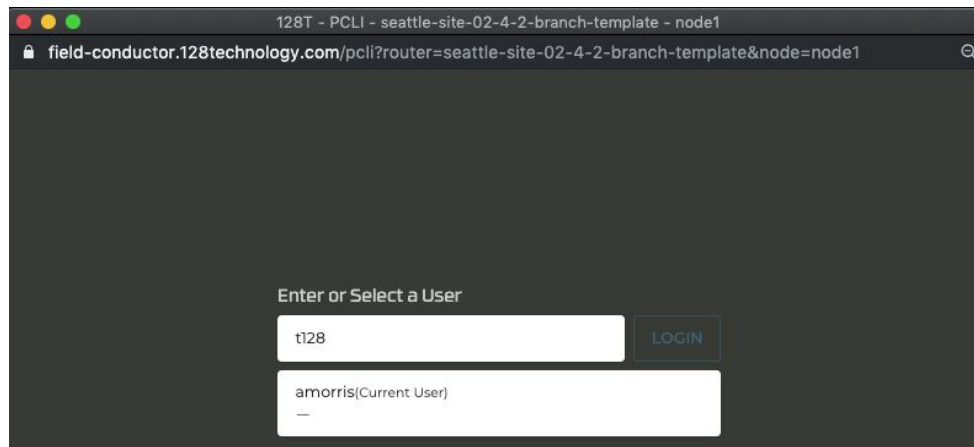 128T - PCLI - seattle-site-02-4-2-branch-template - node1
field-conductor.128technology.com/pcli?router=seattle-site-02-4-2-branch-template&node=node1
Enter or Select a User
t128
LOGIN
amorris(Current User)
—